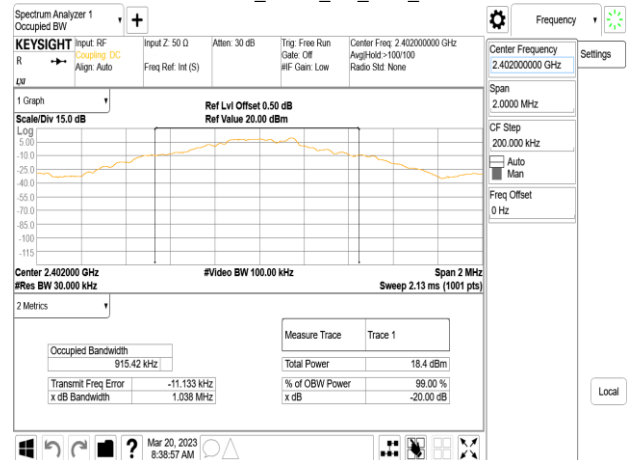 Spectrum Analyzer 1
Occupied BW
Frequency
KEYSIGHT
R
Input: RF
Coupling: DC
Align: Auto
Input Z: 50 Ω
Freq Ref: Int (S)
Atten: 30 dB
Trig: Free Run
Gate: Off
#IF Gain: Low
Center Freq: 2.402000000 GHz
Avg|Hold:>100/100
Radio Std: None
Center Frequency
2.402000000 GHz
Settings
Span
2.0000 MHz
CF Step
200.000 kHz
Auto
Man
Freq Offset
0 Hz
1 Graph
Scale/Div 15.0 dB
Ref Lvl Offset 0.50 dB
Ref Value 20.00 dBm
Log
5.00
-10.0
-25.0
-40.0
-55.0
-70.0
-85.0
-100
-115
Center 2.402000 GHz
#Video BW 100.00 kHz
Span 2 MHz
#Res BW 30.000 kHz
Sweep 2.13 ms (1001 pts)
2 Metrics
Measure Trace
Trace 1
Occupied Bandwidth
915.42 kHz
Total Power
18.4 dBm
Transmit Freq Error
-11.133 kHz
% of OBW Power
99.00 %
x dB Bandwidth
1.038 MHz
x dB
-20.00 dB
Local
?
Mar 20, 2023
8:38:57 AM